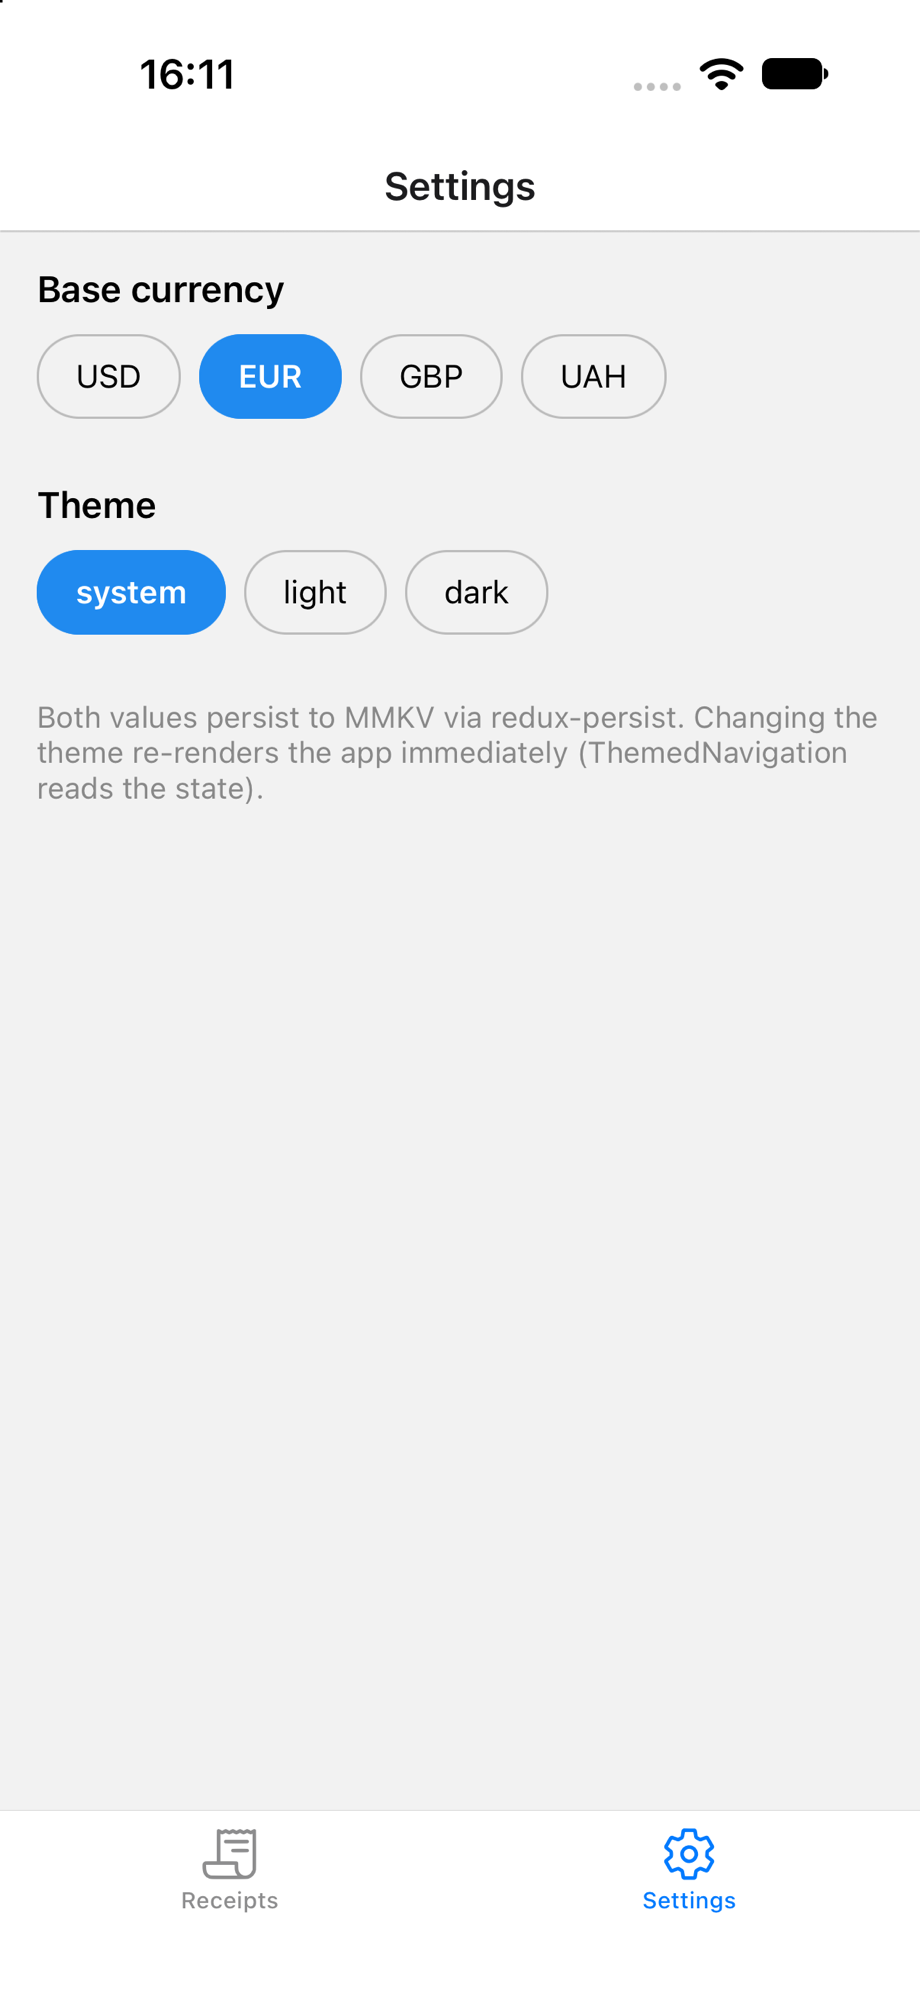 16:11
Settings
Base currency
USD EUR GBP UAH
Theme
system light dark
Both values persist to MMKV via redux-persist. Changing the
theme re-renders the app immediately (ThemedNavigation
reads the state).
Receipts Settings